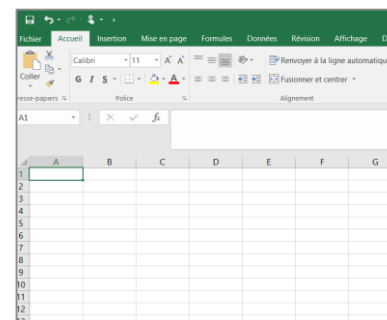 Fichier Accueil Insertion Mise en page Formules Données Révision Affichage D
Coller
Calibri 11 A A Renvoyer à la ligne automatiqu
G I S A Fusionner et centrer
resse-papiers Police Alignement
A1 fx
A B C D E F G
1
2
3
4
5
6
7
8
9
10
11
12